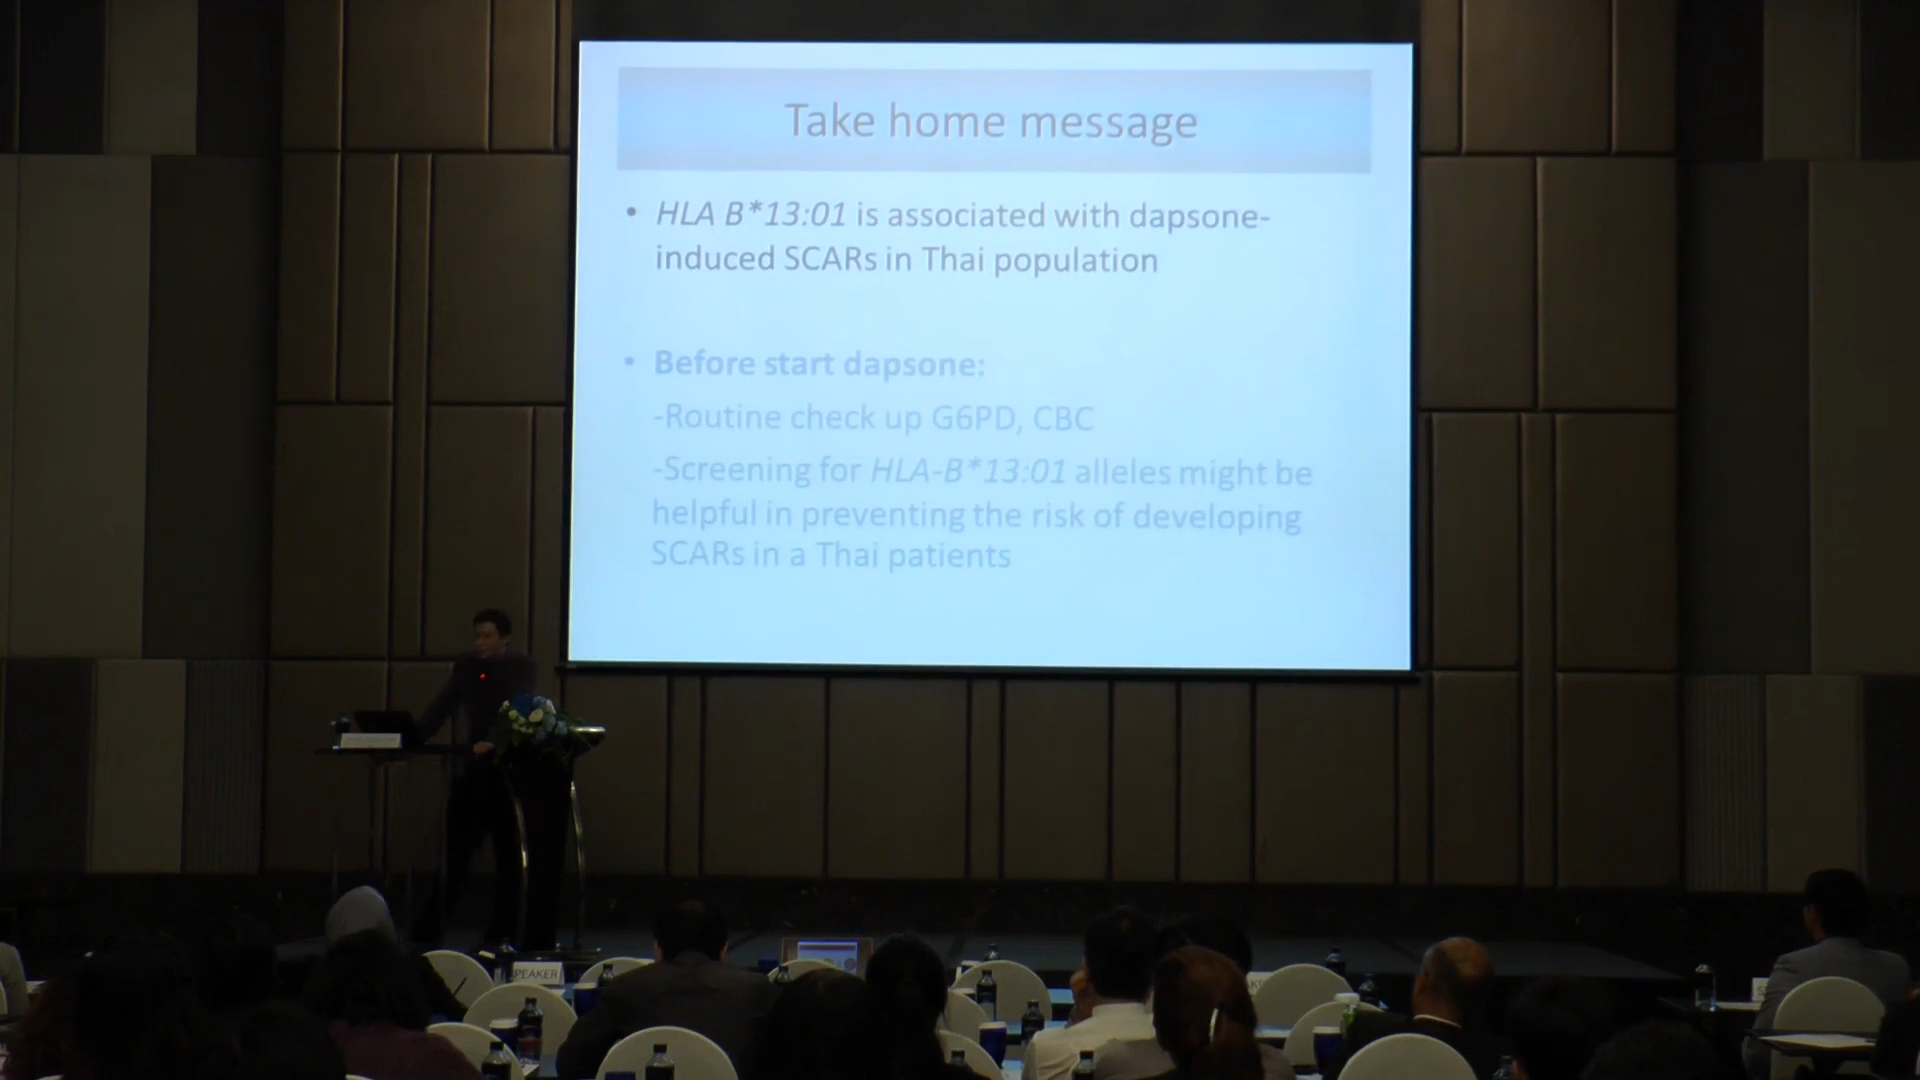 Take home message
• HLA B*13:01 is associated with dapsone-
induced SCARs in Thai population
• Before start dapsone:
-Routine check up G6PD, CBC
-Screening for HLA-B*13:01 alleles might be
helpful in preventing the risk of developing
SCARs in a Thai patients
SPEAKER